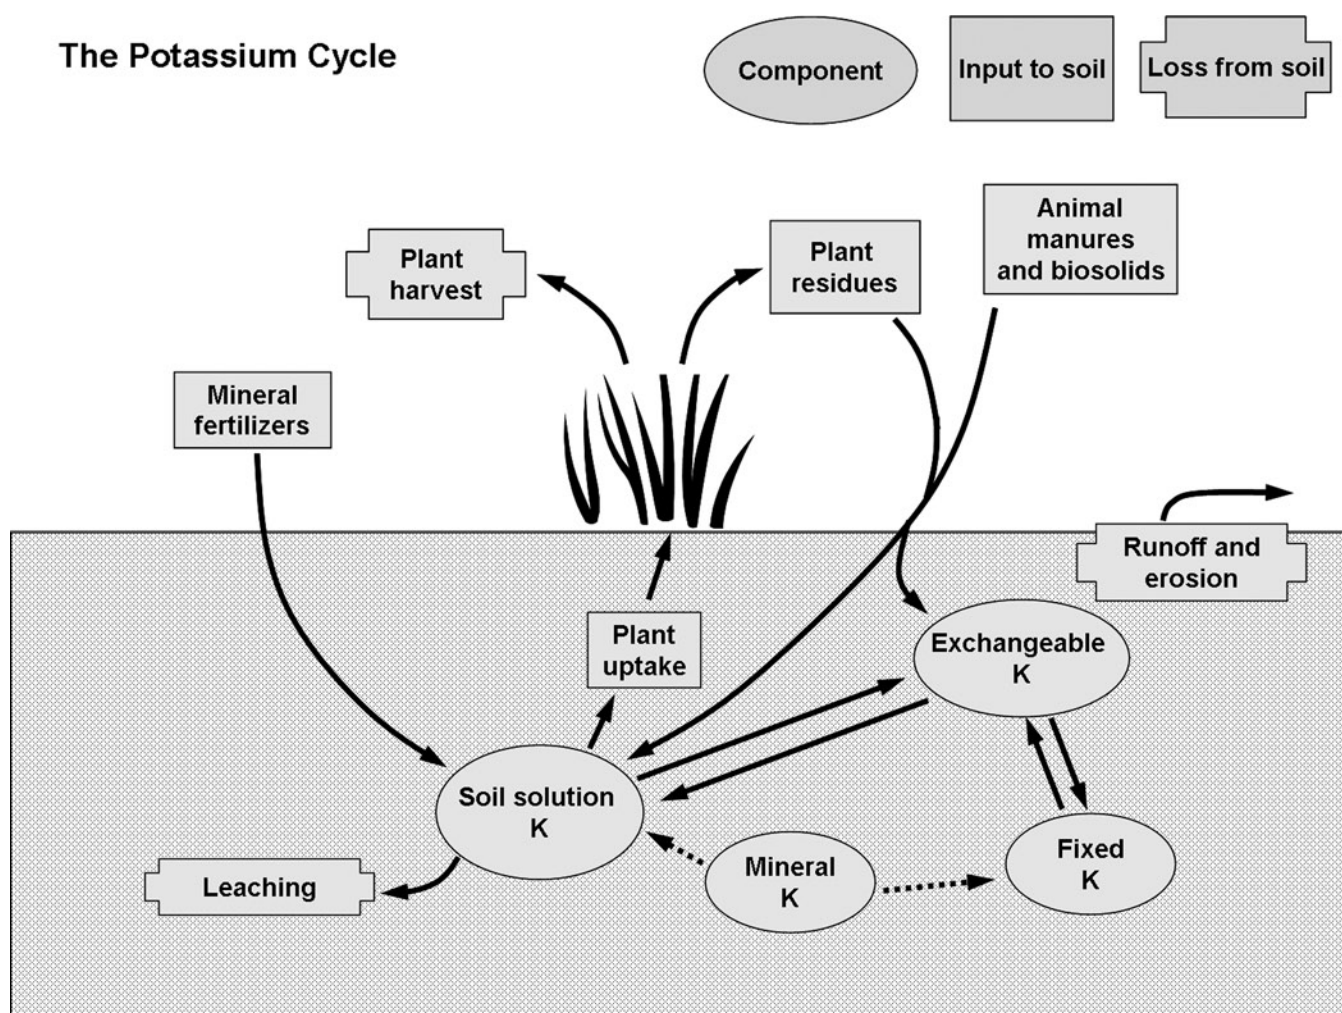 The Potassium Cycle
Component
Input to soil
Loss from soil
Plant
harvest
Plant
residues
Animal
manures
and biosolids
Mineral
fertilizers
Runoff and
erosion
Plant
uptake
Exchangeable
K
Soil solution
K
Mineral
K
Fixed
K
Leaching